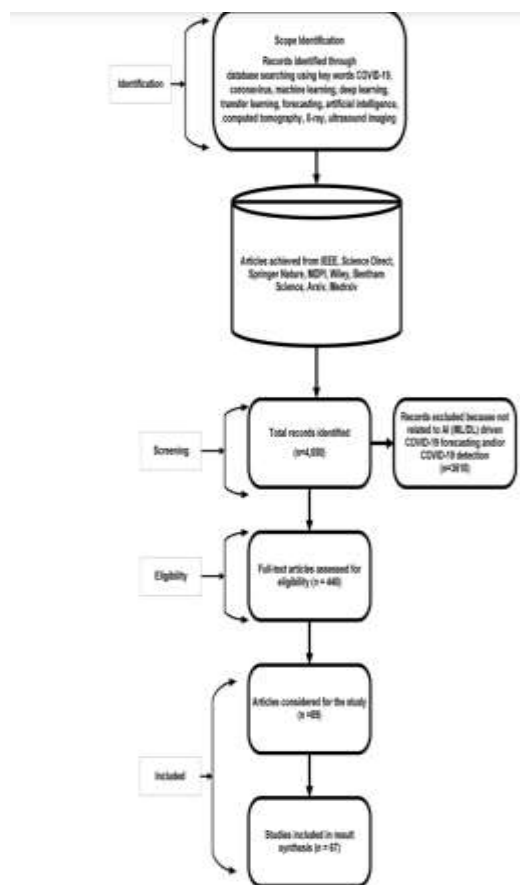 Scope Identification
Records identified through
database searching using key words COVID-19,
coronavirus, machine learning, deep learning,
transfer learning, forecasting, artificial intelligence,
computed tomography, X-ray, ultrasound imaging
Identification
Articles achieved from IEEE, Science Direct,
Springer Nature, MDPI, Wiley, Bentham
Science, Arxiv, Medrxiv
Total records identified
Screening
Records excluded because not
related to AI (ML/DL) driven
COVID-19 forecasting and/or
COVID-19 detection
Full-text articles assessed for
eligibility (n = 440)
Eligibility
Articles considered for the study
Included
Studies included in result
synthesis (n = 67)